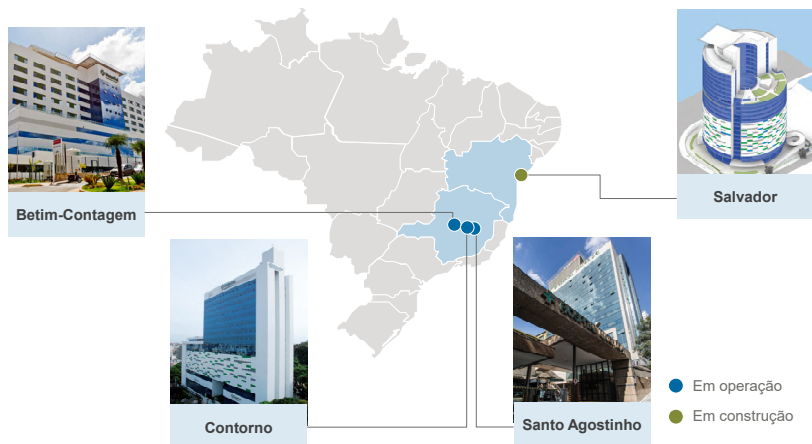 Betim-Contagem
Salvador
Contorno
Santo Agostinho
Em operação
Em construção